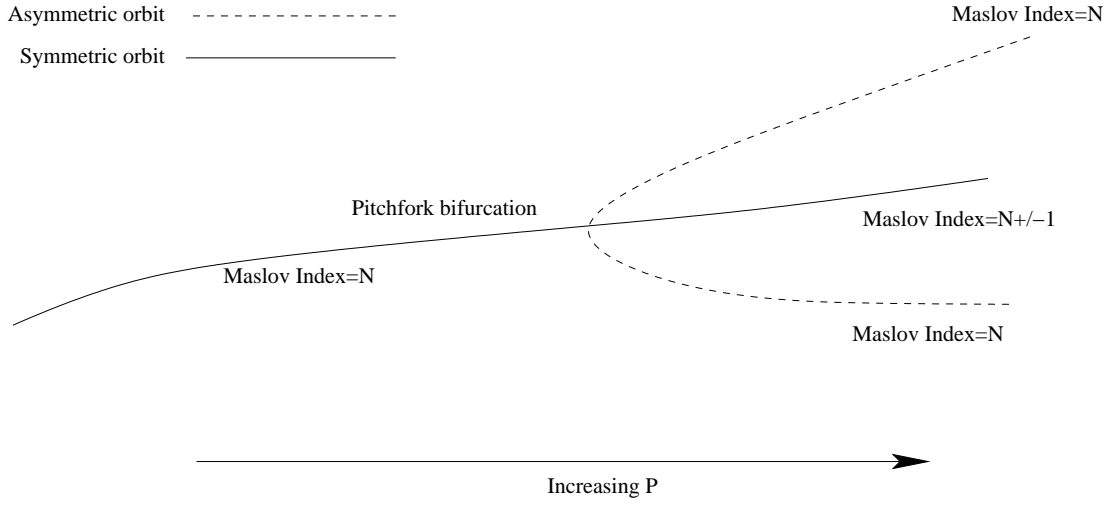 Asymmetric orbit
Maslov Index=N
Symmetric orbit
Pitchfork bifurcation
Maslov Index=N+/−1
Maslov Index=N
Maslov Index=N
Increasing P